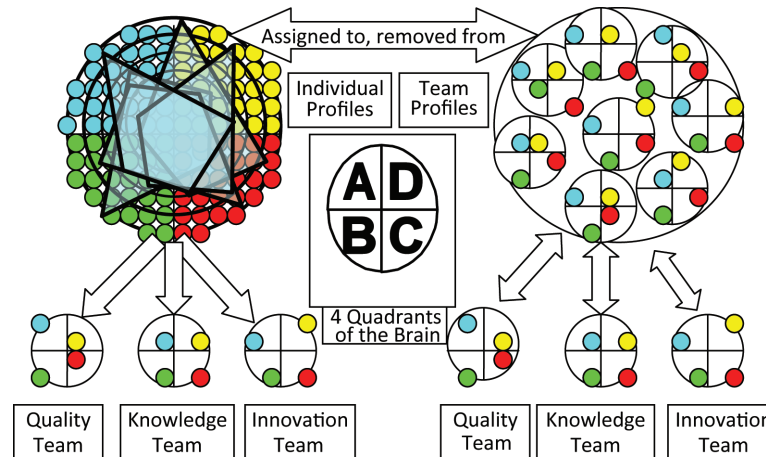 Assigned to, removed from
Individual
Profiles
Team
Profiles
A D
B C
4 Quadrants
of the Brain
Quality
Team
Knowledge
Team
Innovation
Team
Quality
Team
Knowledge
Team
Innovation
Team